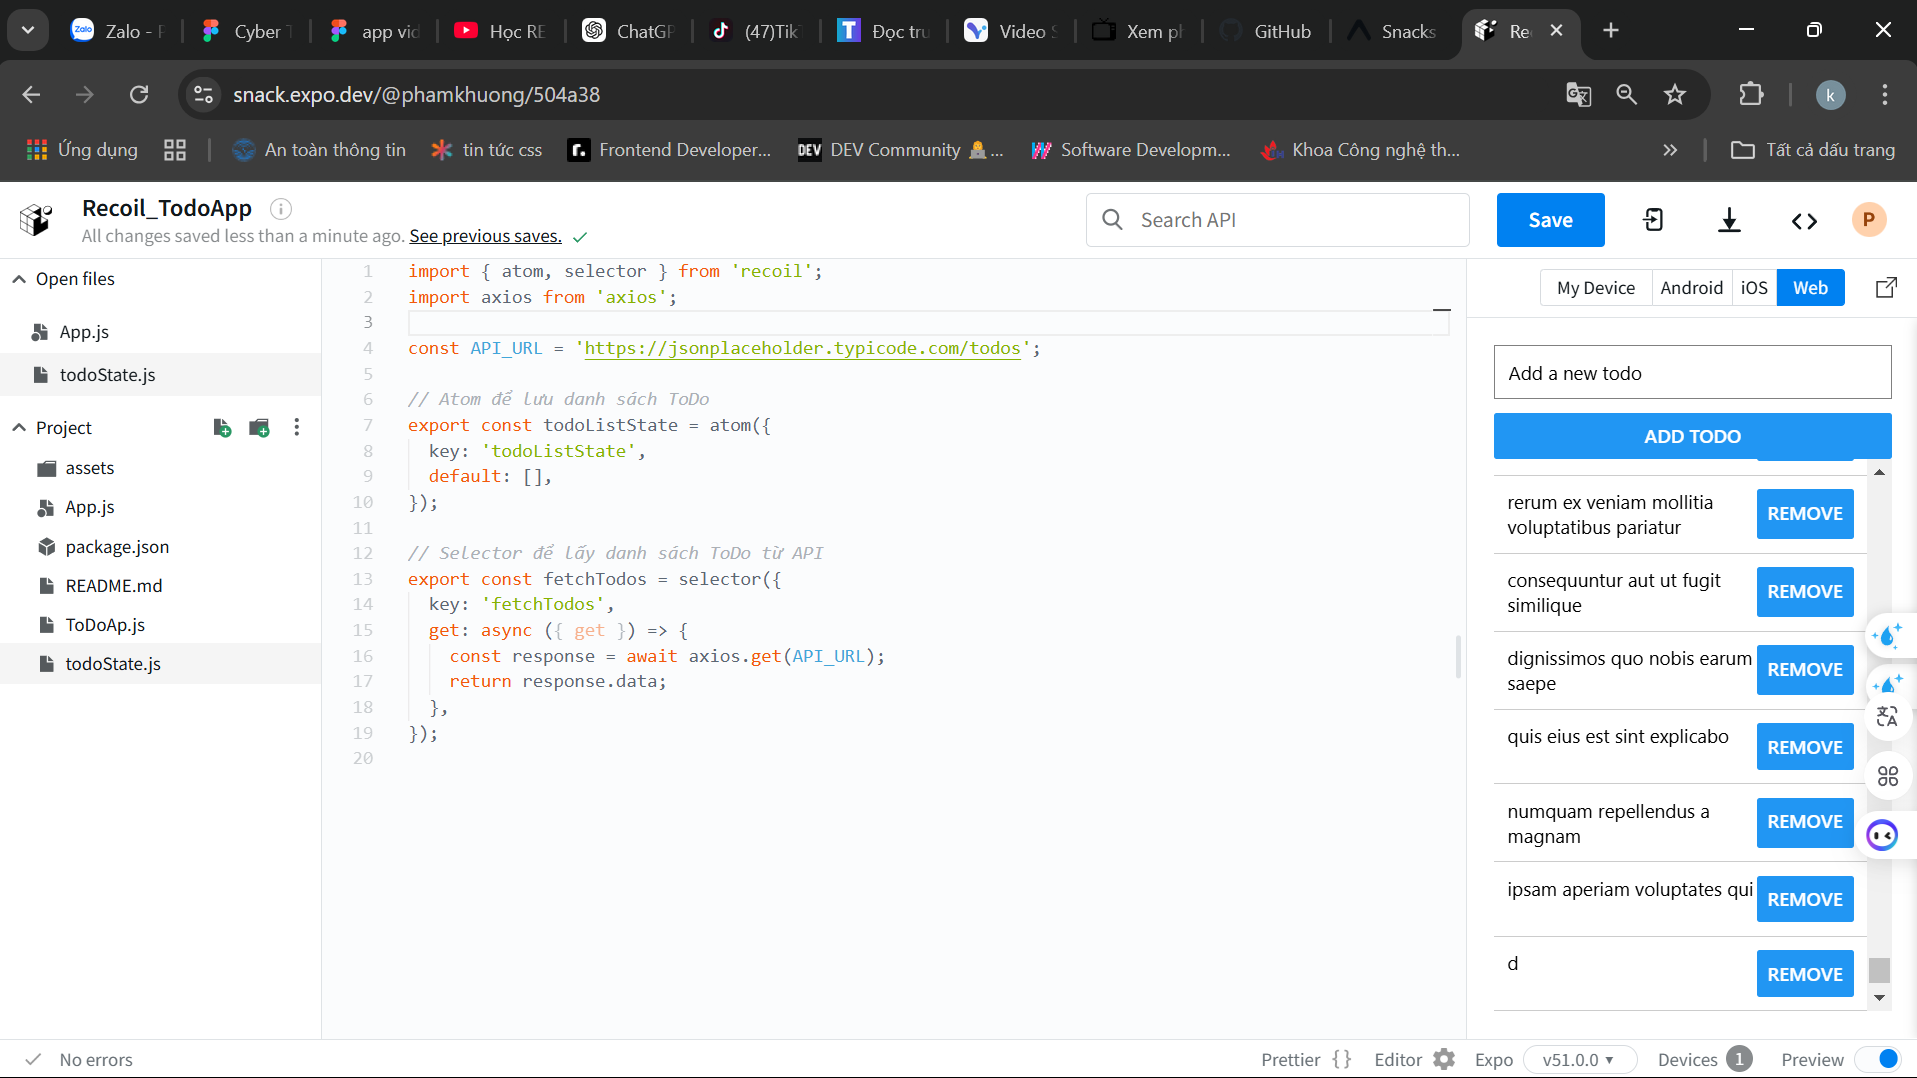 Zalo - P
Cyber T
app vid
Học RE
ChatGP
(47)Tik
Đọc tru
Video S
Xem ph
GitHub
Snacks
Rec
snack.expo.dev/@phamkhuong/504a38
k
Ứng dụng
An toàn thông tin
tin tức css
Frontend Developer...
DEV Community 🧑‍💻...
Software Developm...
Khoa Công nghệ th...
Tất cả dấu trang
Recoil_TodoApp
All changes saved less than a minute ago. See previous saves.
Search API
Save
P
Open files
App.js
todoState.js
Project
assets
App.js
package.json
README.md
ToDoAp.js
todoState.js
1 import { atom, selector } from 'recoil';
2 import axios from 'axios';
3
4 const API_URL = 'https://jsonplaceholder.typicode.com/todos';
5
6 // Atom để lưu danh sách ToDo
7 export const todoListState = atom({
8 key: 'todoListState',
9 default: [],
10 });
11
12 // Selector để lấy danh sách ToDo từ API
13 export const fetchTodos = selector({
14 key: 'fetchTodos',
15 get: async ({ get }) => {
16 const response = await axios.get(API_URL);
17 return response.data;
18 },
19 });
20
My Device
Android
iOS
Web
Add a new todo
ADD TODO
rerum ex veniam mollitia
voluptatibus pariatur
REMOVE
consequuntur aut ut fugit
similique
REMOVE
dignissimos quo nobis earum
saepe
REMOVE
quis eius est sint explicabo
REMOVE
numquam repellendus a
magnam
REMOVE
ipsam aperiam voluptates qui
REMOVE
d
REMOVE
No errors
Prettier {}
Editor
Expo
v51.0.0
Devices 1
Preview